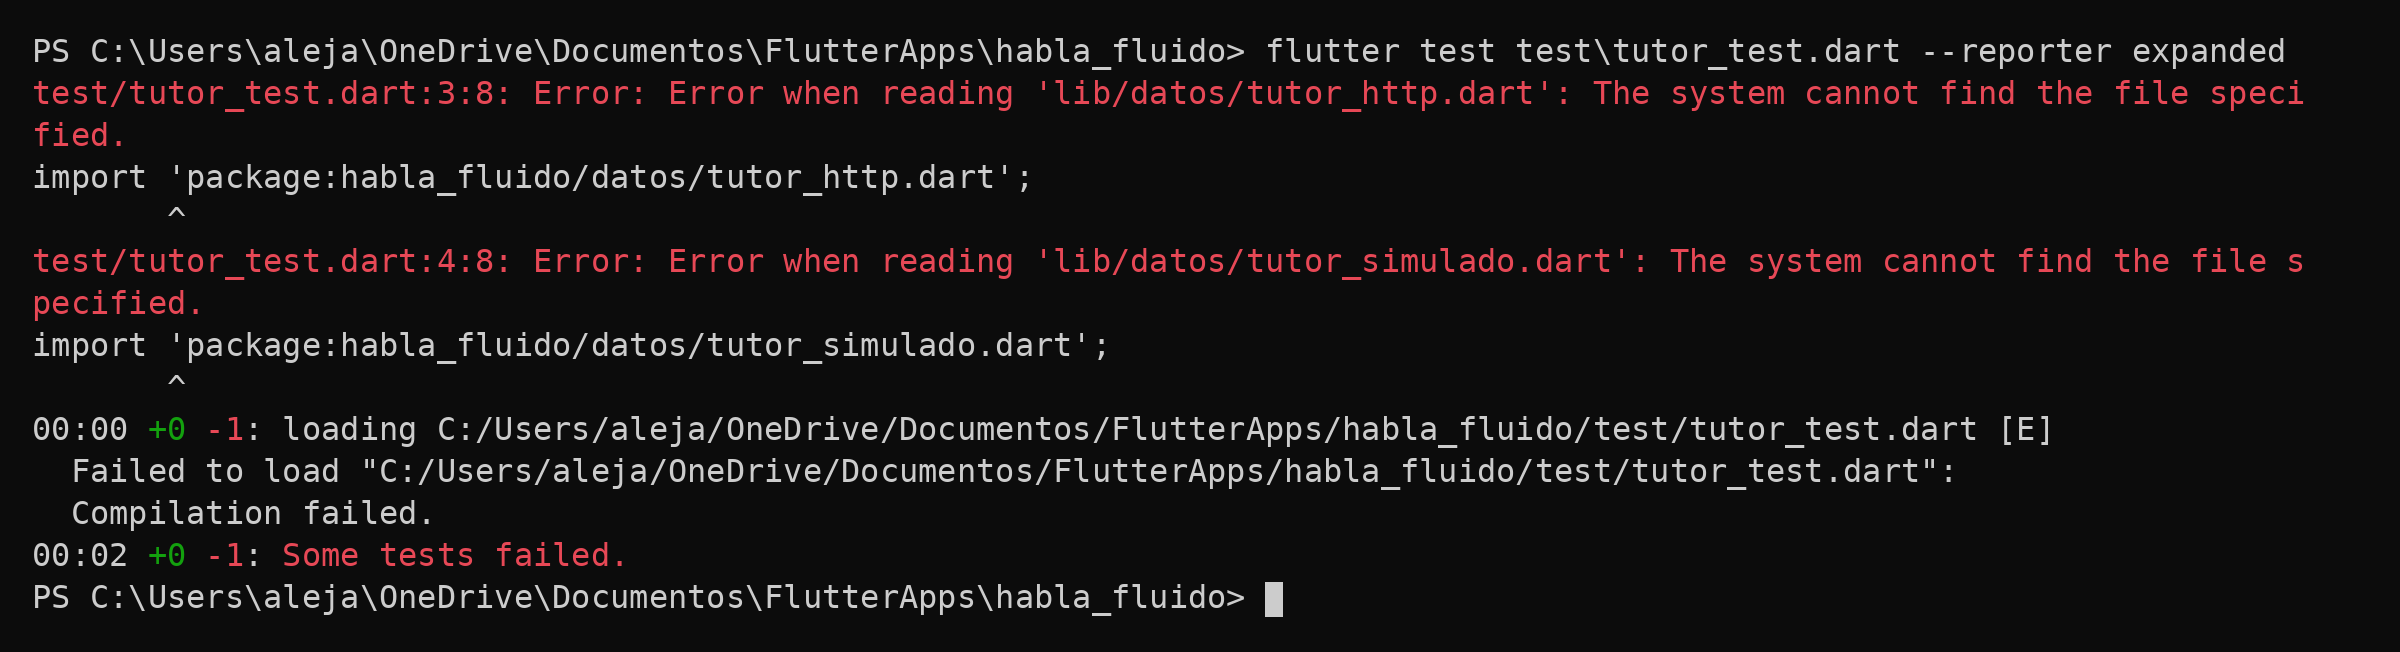 PS C:\Users\aleja\OneDrive\Documentos\FlutterApps\habla_fluido> flutter test test\tutor_test.dart --reporter expanded
test/tutor_test.dart:3:8: Error: Error when reading 'lib/datos/tutor_http.dart': The system cannot find the file speci
fied.
import 'package:habla_fluido/datos/tutor_http.dart';
       ^
test/tutor_test.dart:4:8: Error: Error when reading 'lib/datos/tutor_simulado.dart': The system cannot find the file s
pecified.
import 'package:habla_fluido/datos/tutor_simulado.dart';
       ^
00:00 +0 -1: loading C:/Users/aleja/OneDrive/Documentos/FlutterApps/habla_fluido/test/tutor_test.dart [E]
  Failed to load "C:/Users/aleja/OneDrive/Documentos/FlutterApps/habla_fluido/test/tutor_test.dart":
  Compilation failed.
00:02 +0 -1: Some tests failed.
PS C:\Users\aleja\OneDrive\Documentos\FlutterApps\habla_fluido>